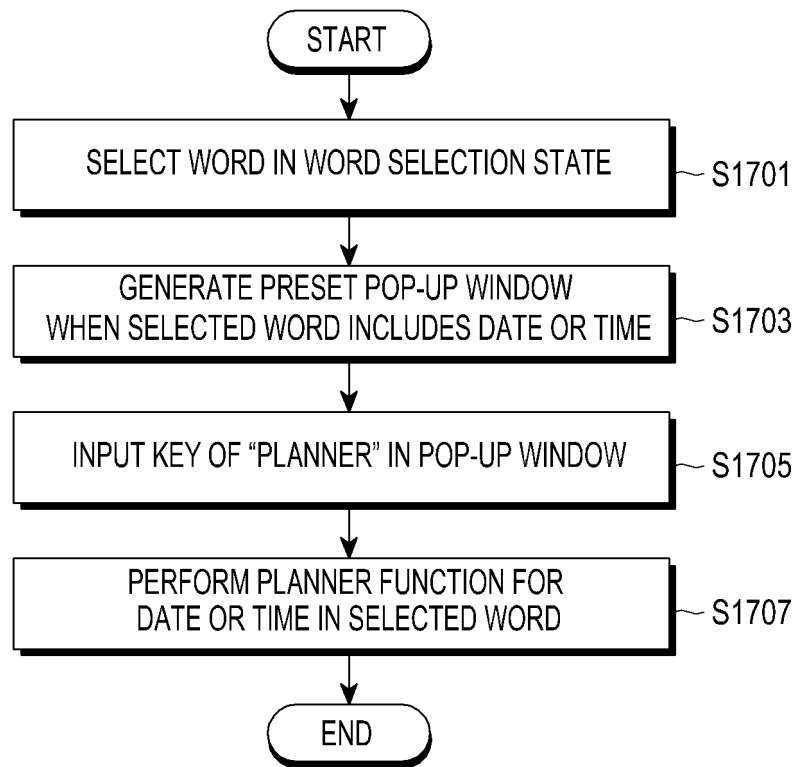 START
SELECT WORD IN WORD SELECTION STATE
S1701
GENERATE PRESET POP-UP WINDOW
WHEN SELECTED WORD INCLUDES DATE OR TIME
S1703
INPUT KEY OF “PLANNER” IN POP-UP WINDOW
S1705
PERFORM PLANNER FUNCTION FOR
DATE OR TIME IN SELECTED WORD
S1707
END